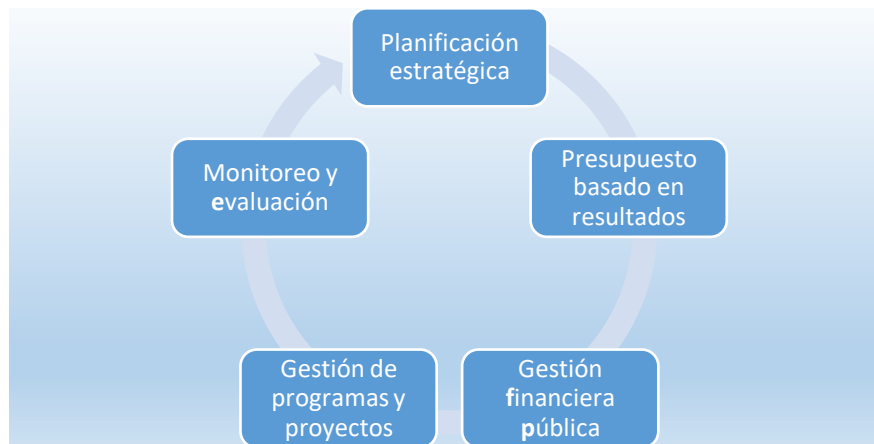 Planificación
estratégica
Presupuesto
basado en
resultados
Gestión
financiera
pública
Gestión de
programas y
proyectos
Monitoreo y
evaluación